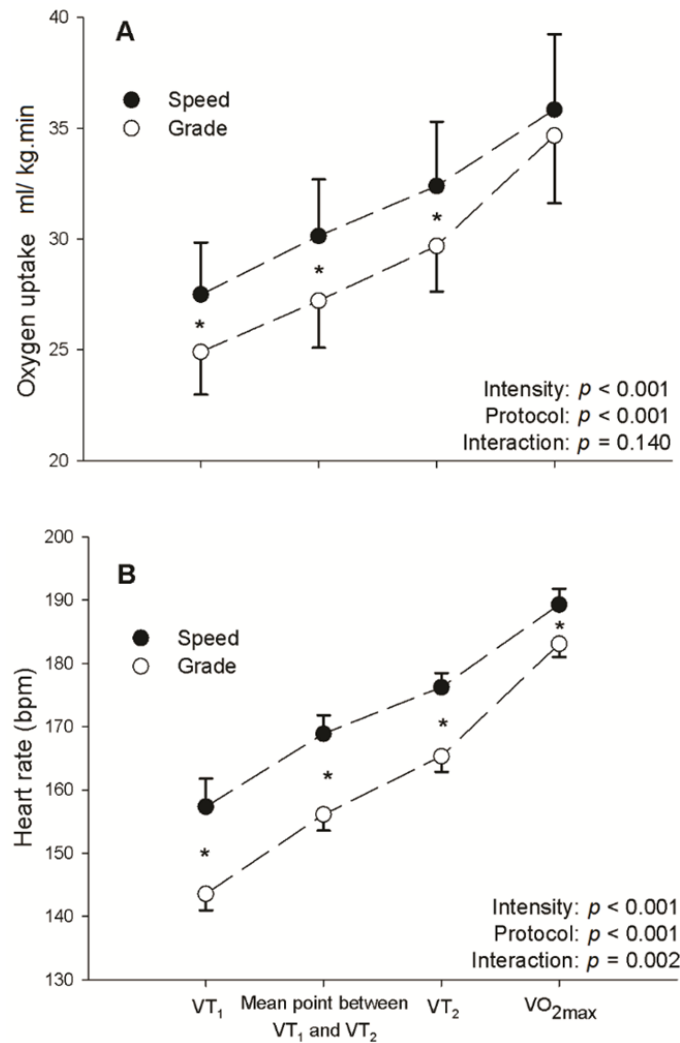 A
Speed
Grade
Oxygen uptake ml/ kg.min
40
35
30
25
20
*
*
*
Intensity: p < 0.001
Protocol: p < 0.001
Interaction: p = 0.140
B
Speed
Grade
Heart rate (bpm)
200
190
180
170
160
150
140
130
*
*
*
*
Intensity: p < 0.001
Protocol: p < 0.001
Interaction: p = 0.002
VT₁
Mean point between
VT₁ and VT₂
VT₂
VO₂max